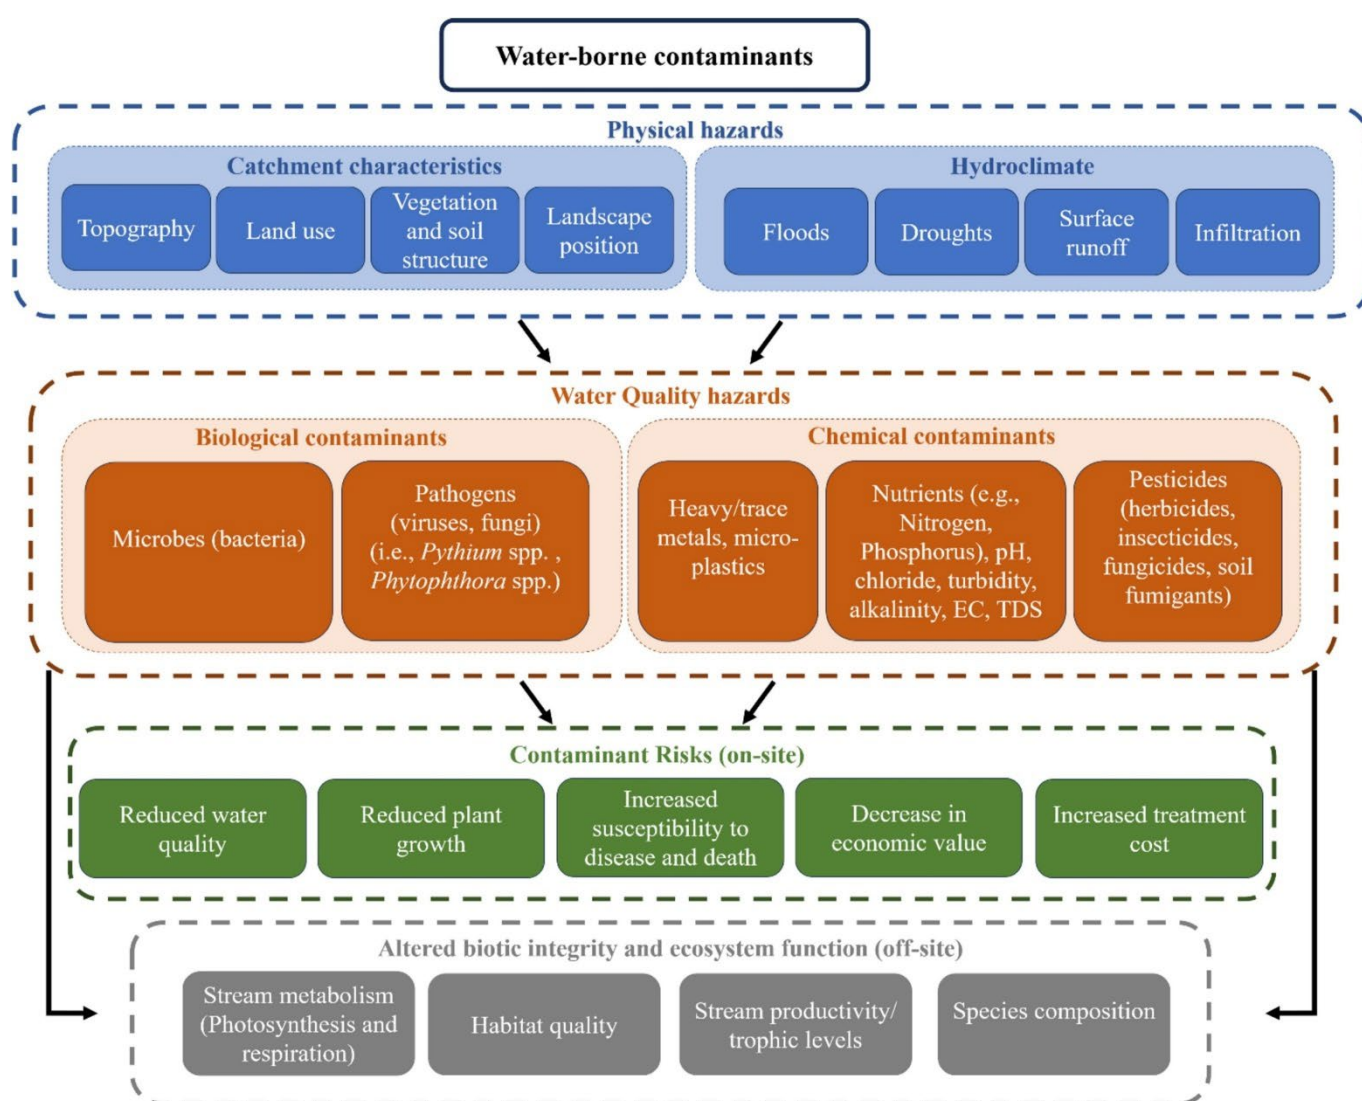 Water-borne contaminants
Physical hazards
Catchment characteristics
Topography
Land use
Vegetation
and soil
structure
Landscape
position
Hydroclimate
Floods
Droughts
Surface
runoff
Infiltration
Water Quality hazards
Biological contaminants
Microbes (bacteria)
Pathogens
(viruses, fungi)
(i.e., Pythium spp. ,
Phytophthora spp.)
Chemical contaminants
Heavy/trace
metals, micro-
plastics
Nutrients (e.g.,
Nitrogen,
Phosphorus), pH,
chloride, turbidity,
alkalinity, EC, TDS
Pesticides
(herbicides,
insecticides,
fungicides, soil
fumigants)
Contaminant Risks (on-site)
Reduced water
quality
Reduced plant
growth
Increased
susceptibility to
disease and death
Decrease in
economic value
Increased treatment
cost
Altered biotic integrity and ecosystem function (off-site)
Stream metabolism
(Photosynthesis and
respiration)
Habitat quality
Stream productivity/
trophic levels
Species composition